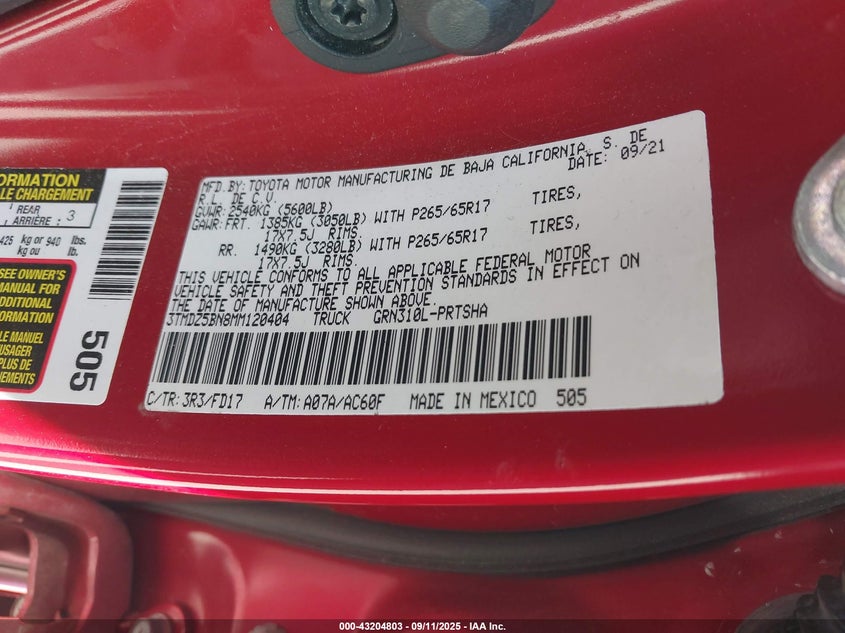 ORMATION
LE CHARGEMENT
REAR
ARRIÈRE: 3
425 kg or 940 lbs.
kg ou lb.
SEE OWNER'S
MANUAL FOR
ADDITIONAL
FORMATION
LE MANUEL
USAGER
PLUS DE
NEMENTS
505
MFD.BY: TOYOTA MOTOR MANUFACTURING DE BAJA CALIFORNIA, S. DE
R.L. DE C.V. DATE: 09/21
GVWR: 2540KG (5600LB)
GAWR: FRT. 1385KG (3050LB) WITH P265/65R17 TIRES,
17X7.5J RIMS.
RR. 1490KG (3280LB) WITH P265/65R17 TIRES,
17X7.5J RIMS.
THIS VEHICLE CONFORMS TO ALL APPLICABLE FEDERAL MOTOR
VEHICLE SAFETY AND THEFT PREVENTION STANDARDS IN EFFECT ON
THE DATE OF MANUFACTURE SHOWN ABOVE.
3TMDZ5BN8MM120404 TRUCK GRN310L-PRTSHA
C/TR: 3R3/FD17 A/TM: A07A/AC60F MADE IN MEXICO 505
000-43204803 - 09/11/2025 - IAA Inc.